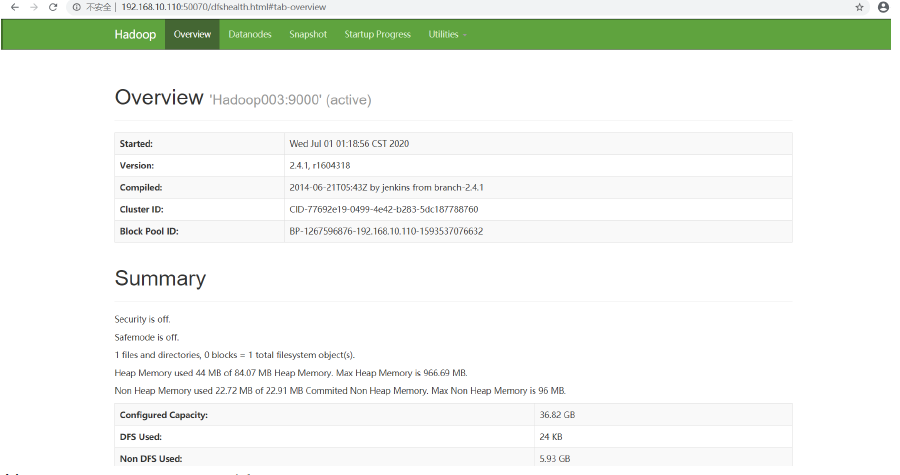 不安全 | 192.168.10.110:50070/dfshealth.html#tab-overview
Hadoop Overview Datanodes Snapshot Startup Progress Utilities
Overview 'Hadoop003:9000' (active)
Started: Wed Jul 01 01:18:56 CST 2020
Version: 2.4.1, r1604318
Compiled: 2014-06-21T05:43Z by jenkins from branch-2.4.1
Cluster ID: CID-77692e19-0499-4e42-b283-5dc187788760
Block Pool ID: BP-1267596876-192.168.10.110-1593537076632
Summary
Security is off.
Safemode is off.
1 files and directories, 0 blocks = 1 total filesystem object(s).
Heap Memory used 44 MB of 84.07 MB Heap Memory. Max Heap Memory is 966.69 MB.
Non Heap Memory used 22.72 MB of 22.91 MB Commited Non Heap Memory. Max Non Heap Memory is 96 MB.
Configured Capacity: 36.82 GB
DFS Used: 24 KB
Non DFS Used: 5.93 GB